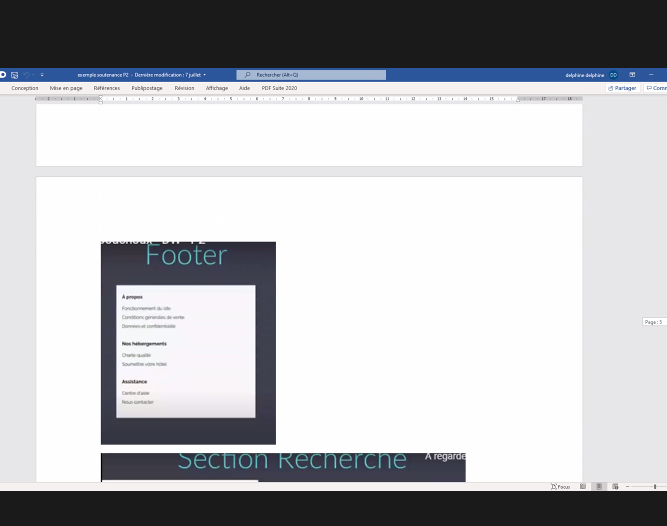 exemple soutenance P2 - Dernière modification : 7 juillet
Rechercher (Alt+Q)
delphine delphine
DD
Conception Mise en page Références Publipostage Révision Affichage Aide PDF Suite 2020
Partager
Comm
Footer
À propos
Fonctionnement du site
Conditions générales de vente
Données et confidentialité
Nos hébergements
Charte qualité
Soumettre votre hôtel
Assistance
Centre d'aide
Nous contacter
Page : 5
Section Recherche
A regarde
Focus